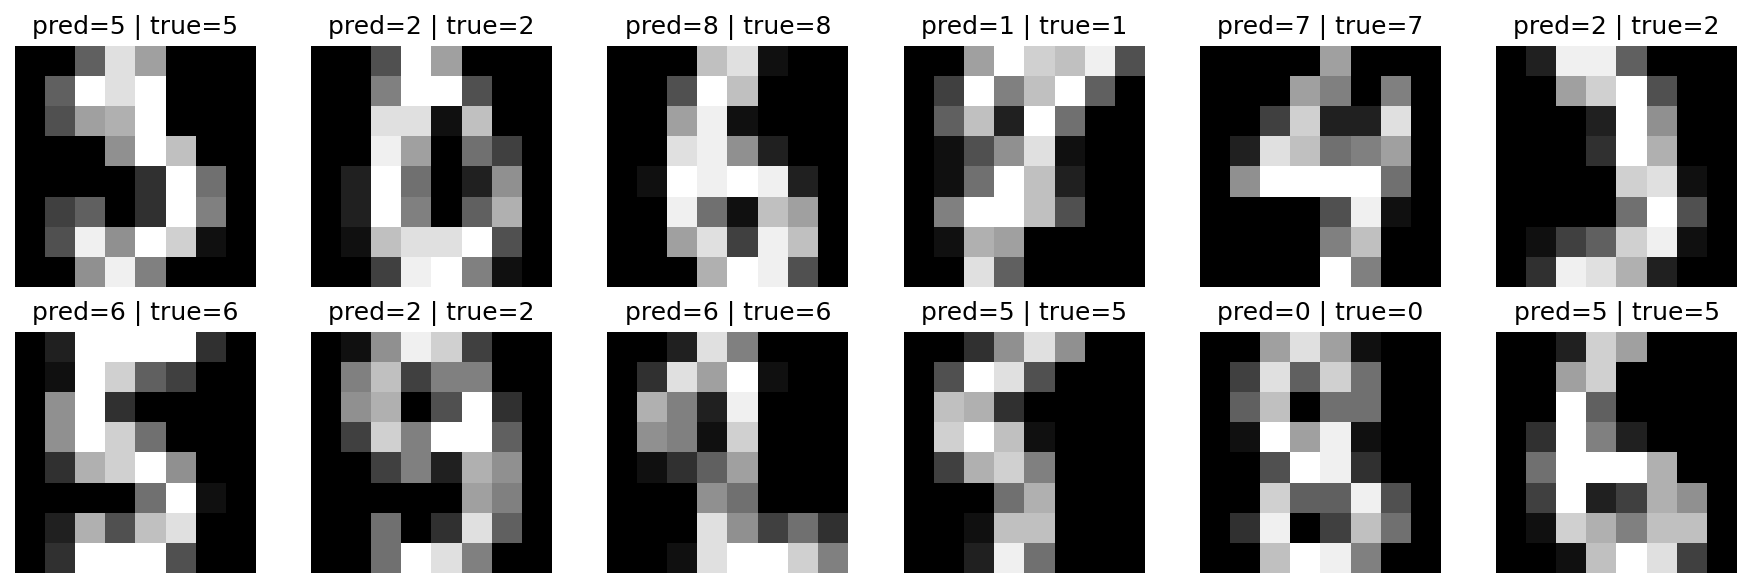 pred=5 | true=5
pred=2 | true=2
pred=8 | true=8
pred=1 | true=1
pred=7 | true=7
pred=2 | true=2
pred=6 | true=6
pred=2 | true=2
pred=6 | true=6
pred=5 | true=5
pred=0 | true=0
pred=5 | true=5